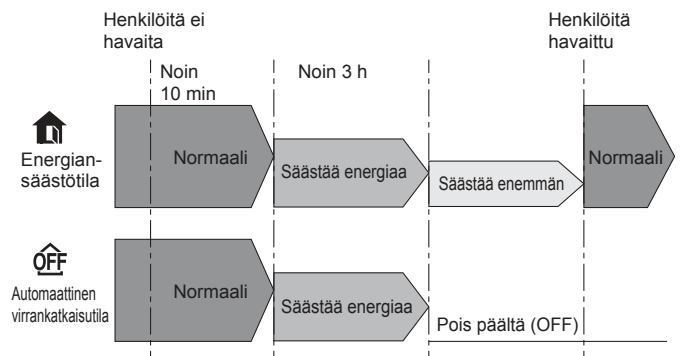 Henkilöitä ei
havaita
Henkilöitä
havaittu
Noin
10 min
Noin 3 h
Energian-
säästötila
Normaali
Säästää energiaa
Säästää enemmän
Normaali
OFF
Automaattinen
virrankatkaisutila
Normaali
Säästää energiaa
Pois päältä (OFF)